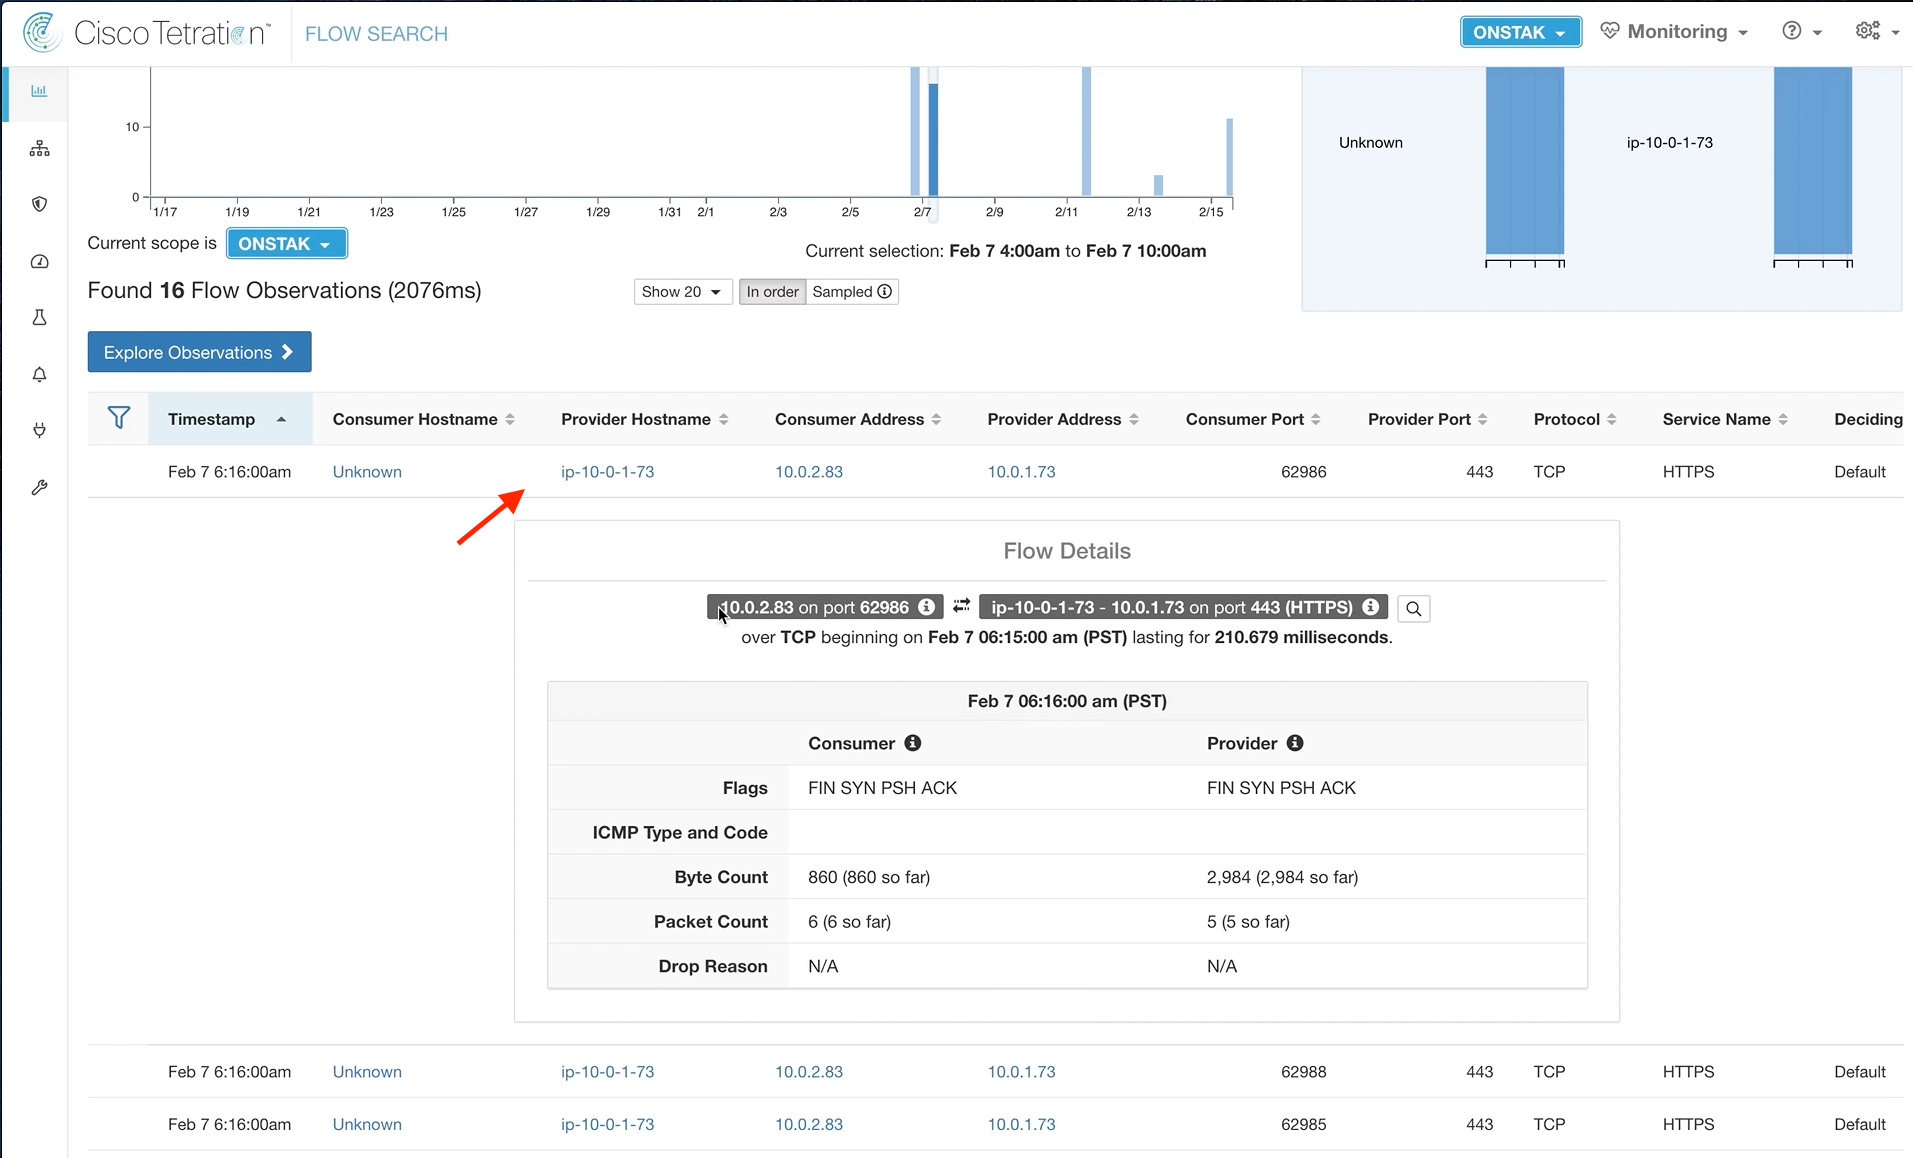 Cisco Tetration™ FLOW SEARCH ONSTAK Monitoring
10
0
1/17 1/19 1/21 1/23 1/25 1/27 1/29 1/31 2/1 2/3 2/5 2/7 2/9 2/11 2/13 2/15
Unknown ip-10-0-1-73
Current scope is ONSTAK
Current selection: Feb 7 4:00am to Feb 7 10:00am
Found 16 Flow Observations (2076ms)
Show 20 In order Sampled
Explore Observations
Timestamp Consumer Hostname Provider Hostname Consumer Address Provider Address Consumer Port Provider Port Protocol Service Name Deciding
Feb 7 6:16:00am Unknown ip-10-0-1-73 10.0.2.83 10.0.1.73 62986 443 TCP HTTPS Default
Flow Details
10.0.2.83 on port 62986 ip-10-0-1-73 - 10.0.1.73 on port 443 (HTTPS)
over TCP beginning on Feb 7 06:15:00 am (PST) lasting for 210.679 milliseconds.
Feb 7 06:16:00 am (PST)
Consumer Provider
Flags FIN SYN PSH ACK FIN SYN PSH ACK
ICMP Type and Code
Byte Count 860 (860 so far) 2,984 (2,984 so far)
Packet Count 6 (6 so far) 5 (5 so far)
Drop Reason N/A N/A
Feb 7 6:16:00am Unknown ip-10-0-1-73 10.0.2.83 10.0.1.73 62988 443 TCP HTTPS Default
Feb 7 6:16:00am Unknown ip-10-0-1-73 10.0.2.83 10.0.1.73 62985 443 TCP HTTPS Default